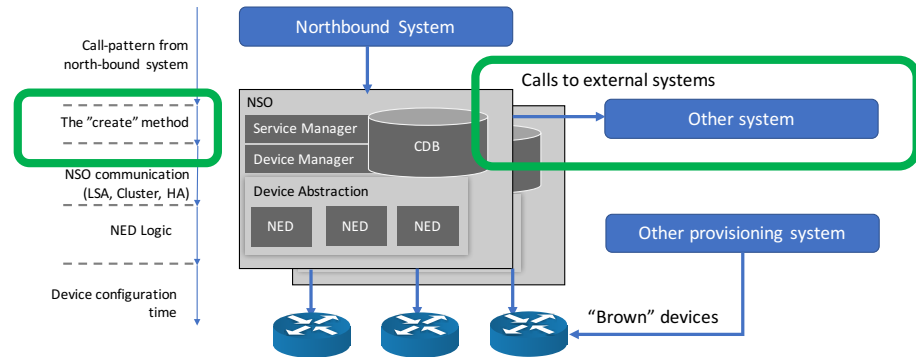 Call-pattern from
north-bound system
The ”create” method
NSO communication
(LSA, Cluster, HA)
NED Logic
Device configuration
time
Northbound System
Calls to external systems
Other system
NSO
Service Manager
Device Manager
CDB
Device Abstraction
NED
NED
NED
Other provisioning system
“Brown” devices